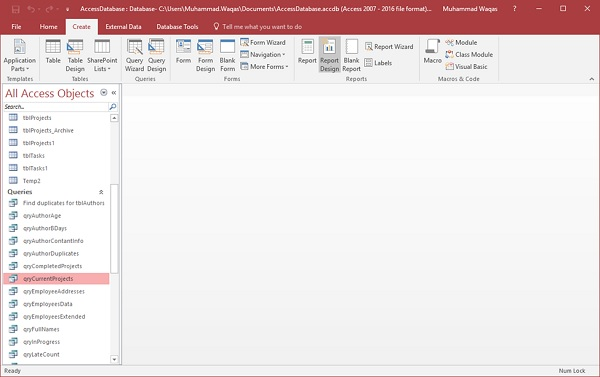 AccessDatabase : Database- C:\Users\Muhammad.Waqas\Documents\AccessDatabase.accdb (Access 2007 - 2016 file format)... Muhammad Waqas ?
File Home Create External Data Database Tools Tell me what you want to do
Application Parts Table Table Design SharePoint Lists Query Wizard Query Design Form Form Design Blank Form Form Wizard Navigation More Forms Report Report Design Blank Report Report Wizard Labels Macro Module Class Module Visual Basic
Templates Tables Queries Forms Reports Macros & Code
All Access Objects
Search...
tblProjects
tblProjects_Archive
tblProjects1
tblTasks
tblTasks1
Temp2
Queries
Find duplicates for tblAuthors
qryAuthorAge
qryAuthorBDays
qryAuthorContantInfo
qryAuthorDuplicates
qryCompletedProjects
qryCurrentProjects
qryEmployeeAddresses
qryEmployeesData
qryEmployeesExtended
qryFullNames
qryInProgress
qryLateCount
Ready Num Lock